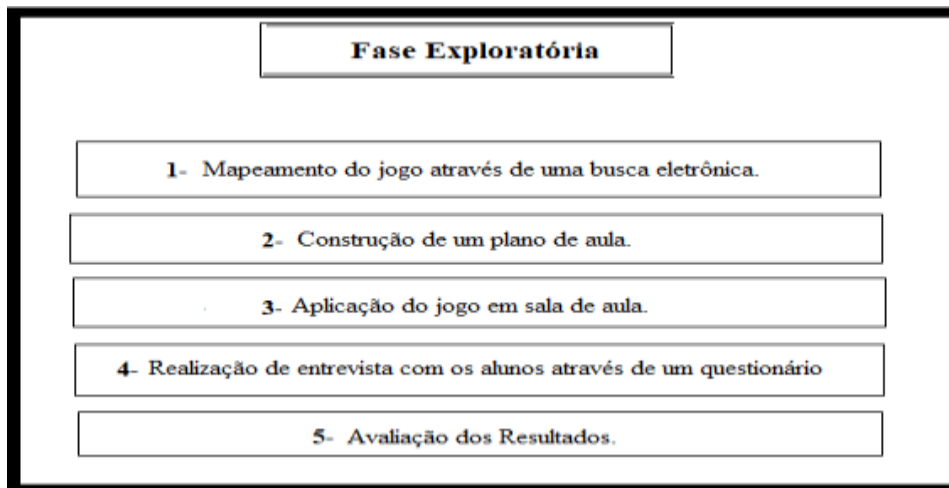 Fase Exploratória
1- Mapeamento do jogo através de uma busca eletrônica.
2- Construção de um plano de aula.
3- Aplicação do jogo em sala de aula.
4- Realização de entrevista com os alunos através de um questionário
5- Avaliação dos Resultados.